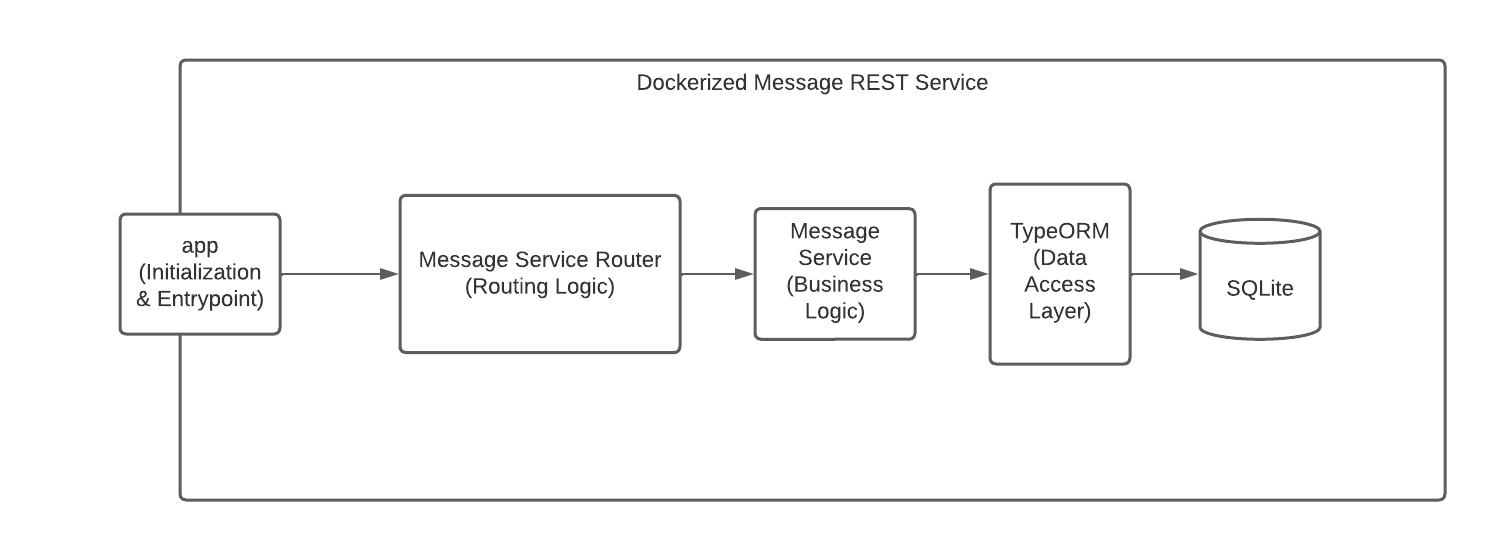 Dockerized Message REST Service
app
(Initialization
& Entrypoint)
Message Service Router
(Routing Logic)
Message
Service
(Business
Logic)
TypeORM
(Data
Access
Layer)
SQLite